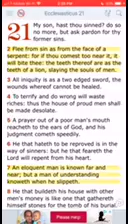 Ecclesiasticus 21
21 My son, hast thou sinned? do so
no more, but ask pardon for thy
former sins.
2 Flee from sin as from the face of a
serpent: for if thou comest too near it, it
will bite thee: the teeth thereof are as the
teeth of a lion, slaying the souls of men.
3 All iniquity is as a two edged sword, the
wounds whereof cannot be healed.
4 To terrify and do wrong will waste
riches: thus the house of proud men shall
be made desolate.
5 A prayer out of a poor man's mouth
reacheth to the ears of God, and his
judgment cometh speedily.
6 He that hateth to be reproved is in the
way of sinners: but he that feareth the
Lord will repent from his heart.
7 An eloquent man is known far and
near; but a man of understanding
knoweth when he slippeth.
8 He that buildeth his house with other
men's money is like one that gathereth
himself stones for the tomb of his burial.